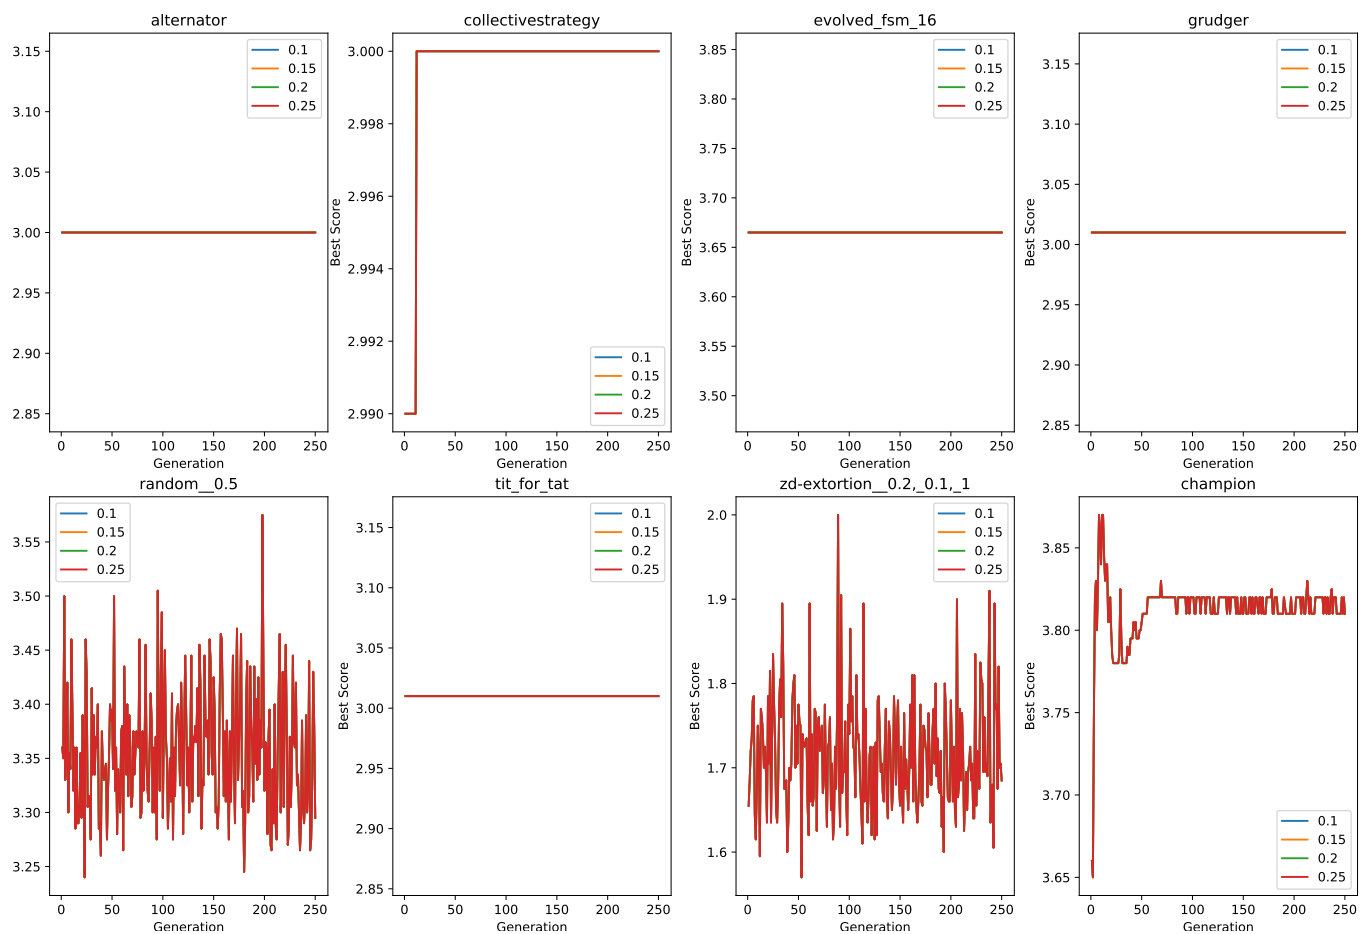 alternator
3.15
3.10
3.05
3.00
2.95
2.90
2.85
0 50 100 150 200 250
Generation
0.1
0.15
0.2
0.25
collectivestrategy
Best Score
3.000
2.998
2.996
2.994
2.992
2.990
0 50 100 150 200 250
Generation
0.1
0.15
0.2
0.25
evolved_fsm_16
Best Score
3.85
3.80
3.75
3.70
3.65
3.60
3.55
3.50
0 50 100 150 200 250
Generation
0.1
0.15
0.2
0.25
grudger
Best Score
3.15
3.10
3.05
3.00
2.95
2.90
2.85
0 50 100 150 200 250
Generation
0.1
0.15
0.2
0.25
random__0.5
3.55
3.50
3.45
3.40
3.35
3.30
3.25
0 50 100 150 200 250
Generation
0.1
0.15
0.2
0.25
tit_for_tat
Best Score
3.15
3.10
3.05
3.00
2.95
2.90
2.85
0 50 100 150 200 250
Generation
0.1
0.15
0.2
0.25
zd-extortion__0.2,_0.1,_1
Best Score
2.0
1.9
1.8
1.7
1.6
0 50 100 150 200 250
Generation
0.1
0.15
0.2
0.25
champion
Best Score
3.85
3.80
3.75
3.70
3.65
0 50 100 150 200 250
Generation
0.1
0.15
0.2
0.25